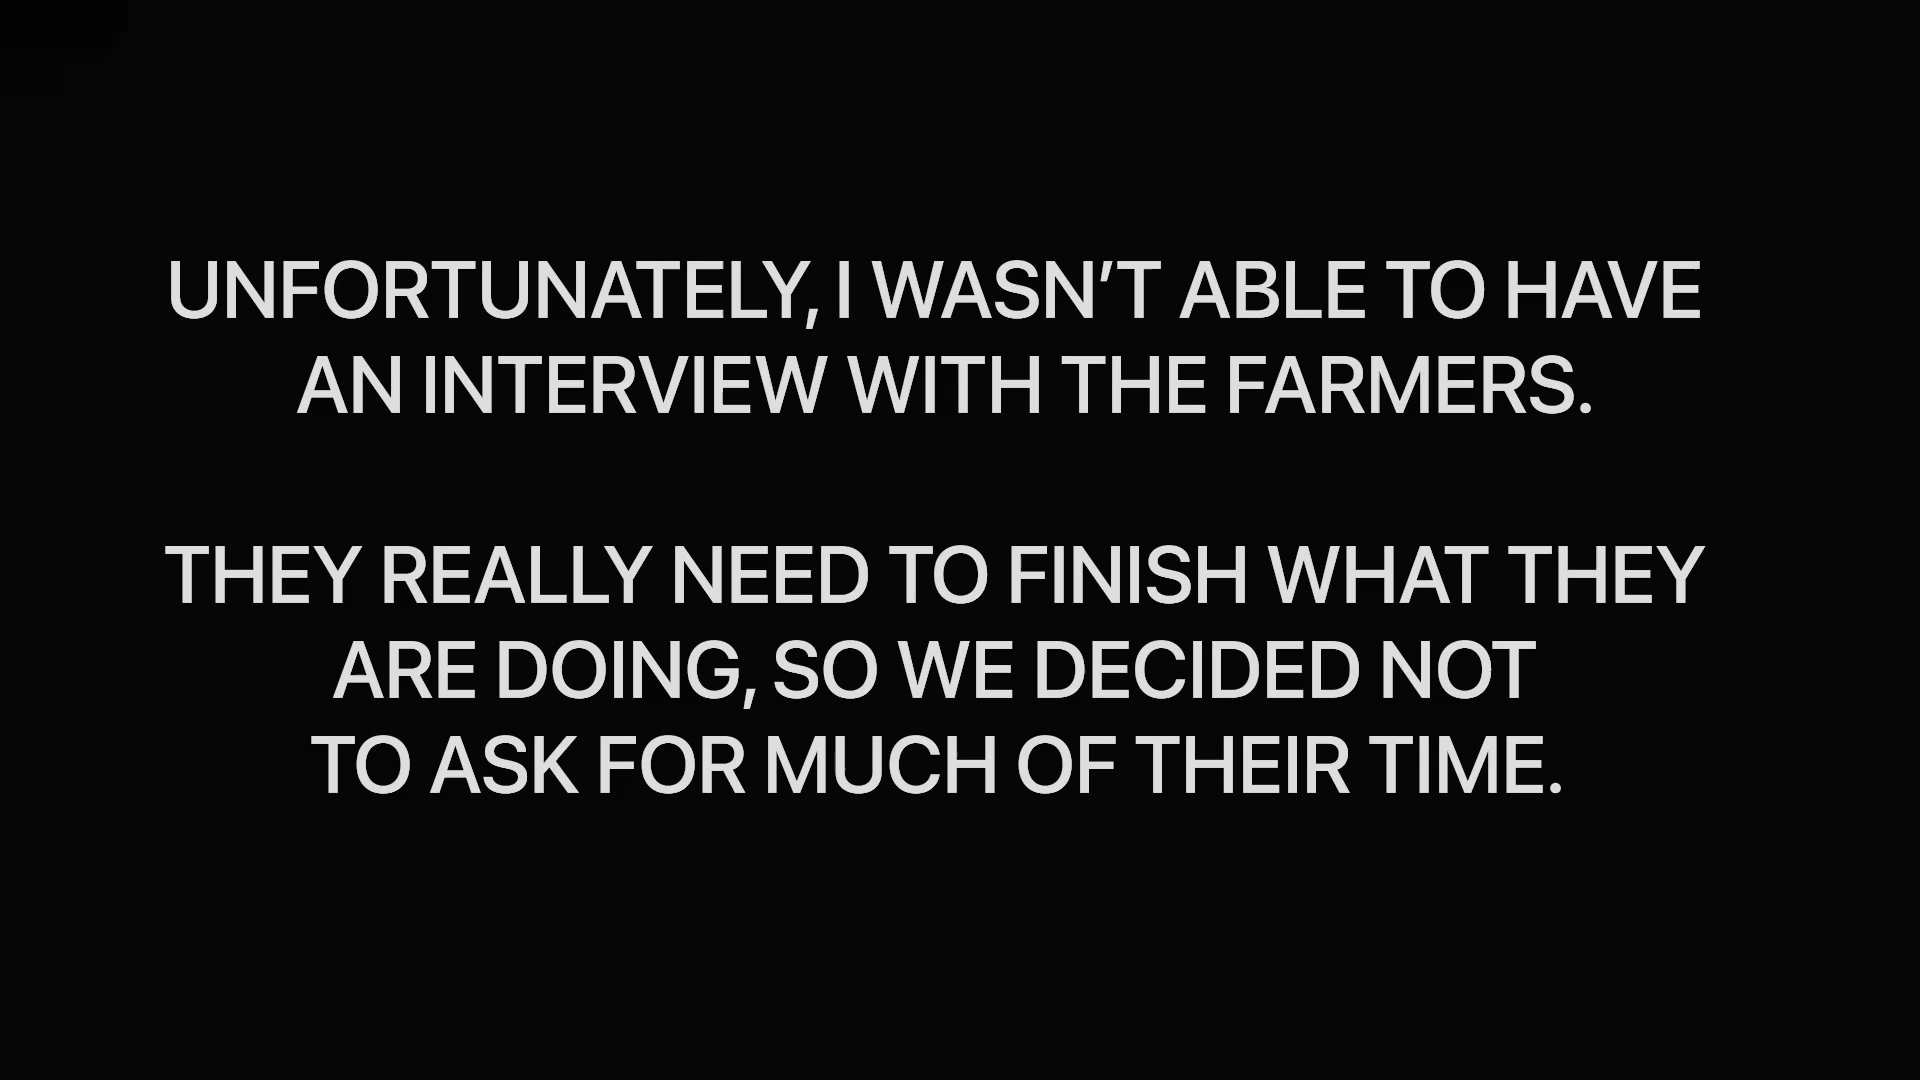 UNFORTUNATELY, I WASN’T ABLE TO HAVE
AN INTERVIEW WITH THE FARMERS.
THEY REALLY NEED TO FINISH WHAT THEY
ARE DOING, SO WE DECIDED NOT
TO ASK FOR MUCH OF THEIR TIME.